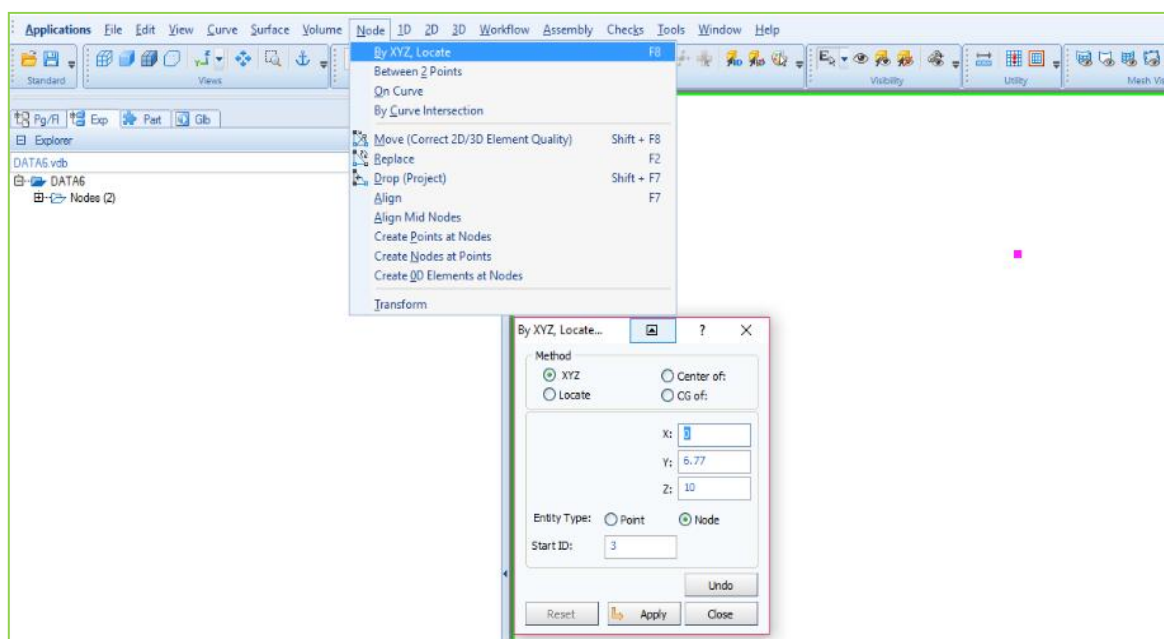 Applications File Edit View Curve Surface Volume Node 1D 2D 3D Workflow Assembly Checks Tools Window Help
Standard Views Visibility Utility
Pg/Fl Exp Part Glb
Explorer
DATA6.vdb
DATA6
Nodes (2)
By XYZ, Locate F8
Between 2 Points
On Curve
By Curve Intersection
Move (Correct 2D/3D Element Quality) Shift + F8
Replace F2
Drop (Project) Shift + F7
Align F7
Align Mid Nodes
Create Points at Nodes
Create Nodes at Points
Create 0D Elements at Nodes
Transform
By XYZ, Locate... ?
Method
XYZ Center of:
Locate CG of:
X: 0
Y: 6.77
Z: 10
Entity Type: Point Node
Start ID: 3
Undo
Reset Apply Close